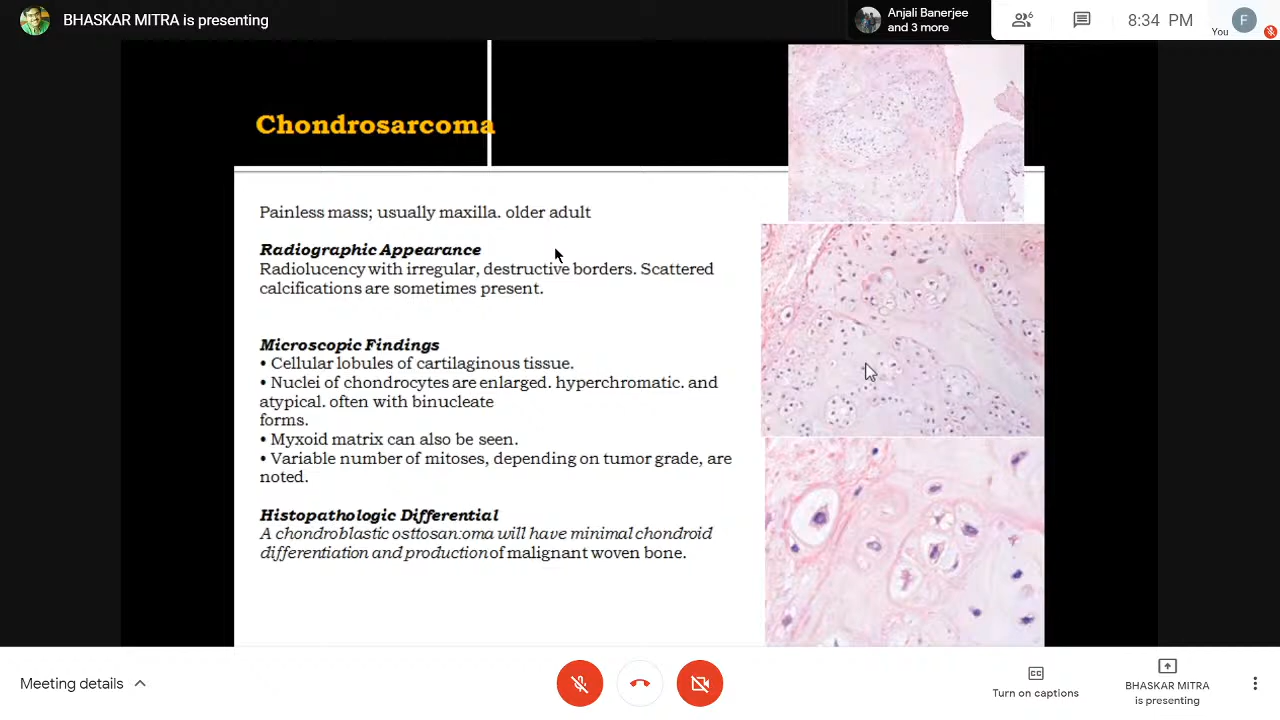 BHASKAR MITRA is presenting
Anjali Banerjee
and 3 more
6
8:34 PM
You
F
Chondrosarcoma
Painless mass; usually maxilla. older adult
Radiographic Appearance
Radiolucency with irregular, destructive borders. Scattered
calcifications are sometimes present.
Microscopic Findings
• Cellular lobules of cartilaginous tissue.
• Nuclei of chondrocytes are enlarged. hyperchromatic. and
atypical. often with binucleate
forms.
• Myxoid matrix can also be seen.
• Variable number of mitoses, depending on tumor grade, are
noted.
Histopathologic Differential
A chondroblastic osttosan:oma will have minimal chondroid
differentiation and production of malignant woven bone.
Meeting details
CC
Turn on captions
BHASKAR MITRA
is presenting